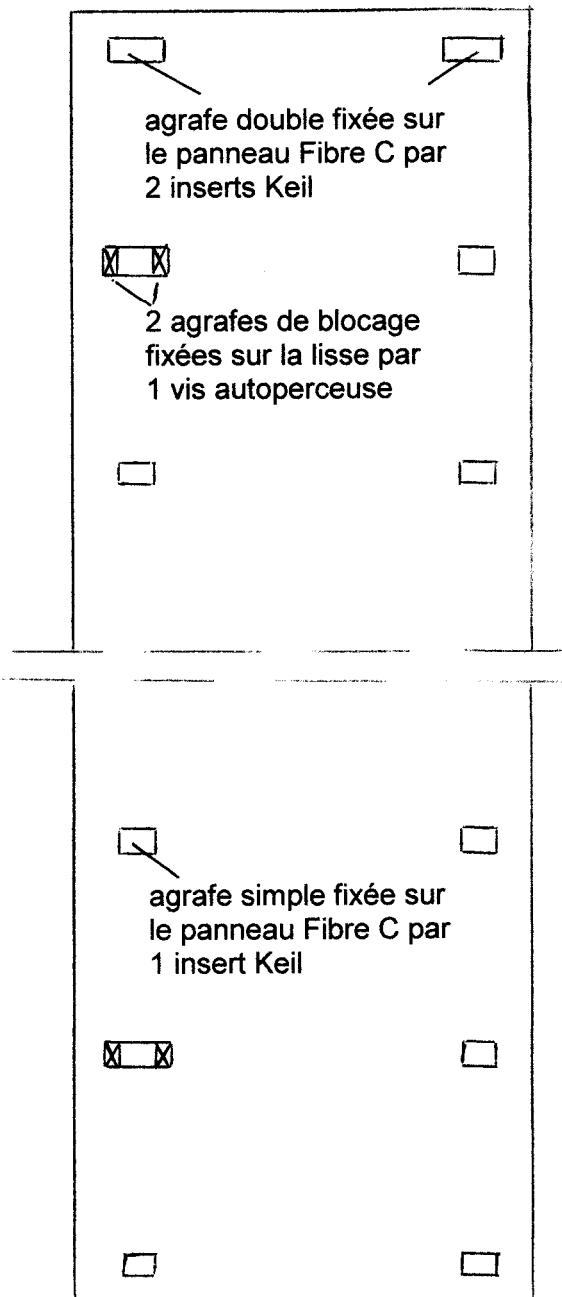 agrafe double fixée sur
le panneau Fibre C par
2 inserts Keil
2 agrafes de blocage
fixées sur la lisse par
1 vis autoperceuse
agrafe simple fixée sur
le panneau Fibre C par
1 insert Keil